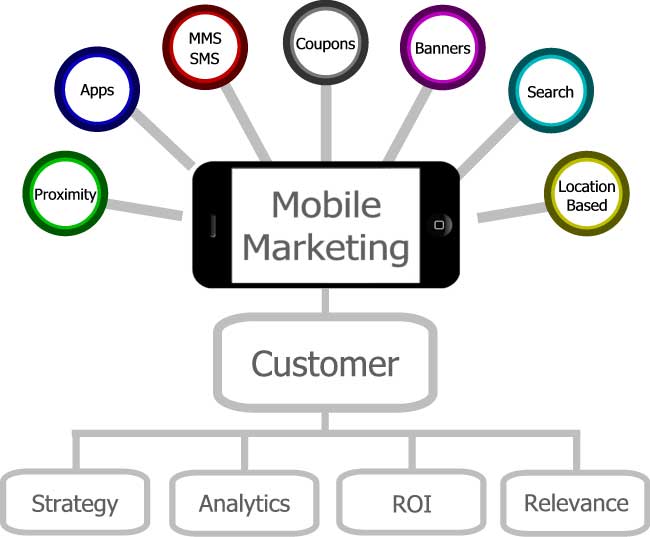 MMS
SMS
Coupons
Banners
Apps
Search
Proximity
Location
Based
Mobile
Marketing
Customer
Strategy
Analytics
ROI
Relevance